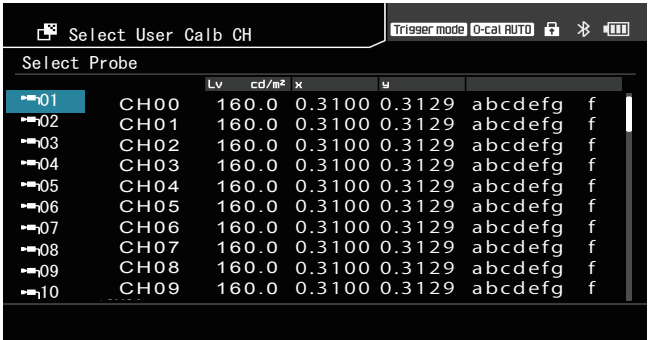 Select User Calb CH
Trigger mode 0-cal AUTO
Select Probe
Lv cd/m² x y
01 CH00 160.0 0.3100 0.3129 abcdefg f
02 CH01 160.0 0.3100 0.3129 abcdefg f
03 CH02 160.0 0.3100 0.3129 abcdefg f
04 CH03 160.0 0.3100 0.3129 abcdefg f
05 CH04 160.0 0.3100 0.3129 abcdefg f
06 CH05 160.0 0.3100 0.3129 abcdefg f
07 CH06 160.0 0.3100 0.3129 abcdefg f
08 CH07 160.0 0.3100 0.3129 abcdefg f
09 CH08 160.0 0.3100 0.3129 abcdefg f
10 CH09 160.0 0.3100 0.3129 abcdefg f